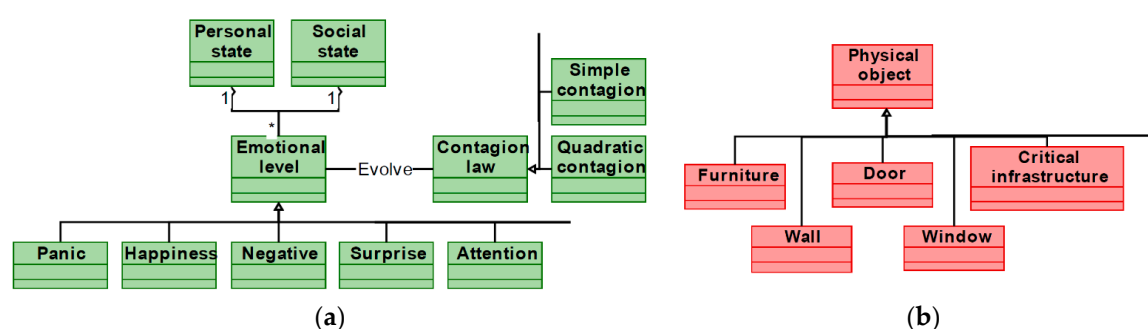 Personal
state
Social
state
1
1
*
Simple
contagion
Emotional
level
Evolve
Contagion
law
Quadratic
contagion
Panic
Happiness
Negative
Surprise
Attention
(a)
Physical
object
Furniture
Door
Critical
infrastructure
Wall
Window
(b)